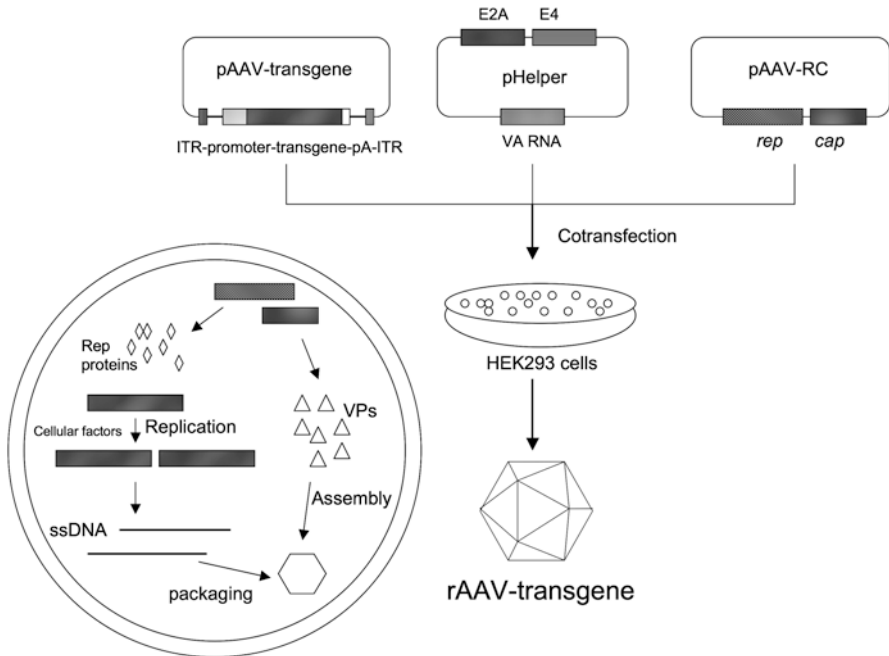 E2A E4
pAAV-transgene
pHelper
pAAV-RC
ITR-promoter-transgene-pA-ITR
VA RNA
rep cap
Cotransfection
HEK293 cells
rAAV-transgene
Rep
proteins
VPs
Cellular factors
Replication
Assembly
ssDNA
packaging